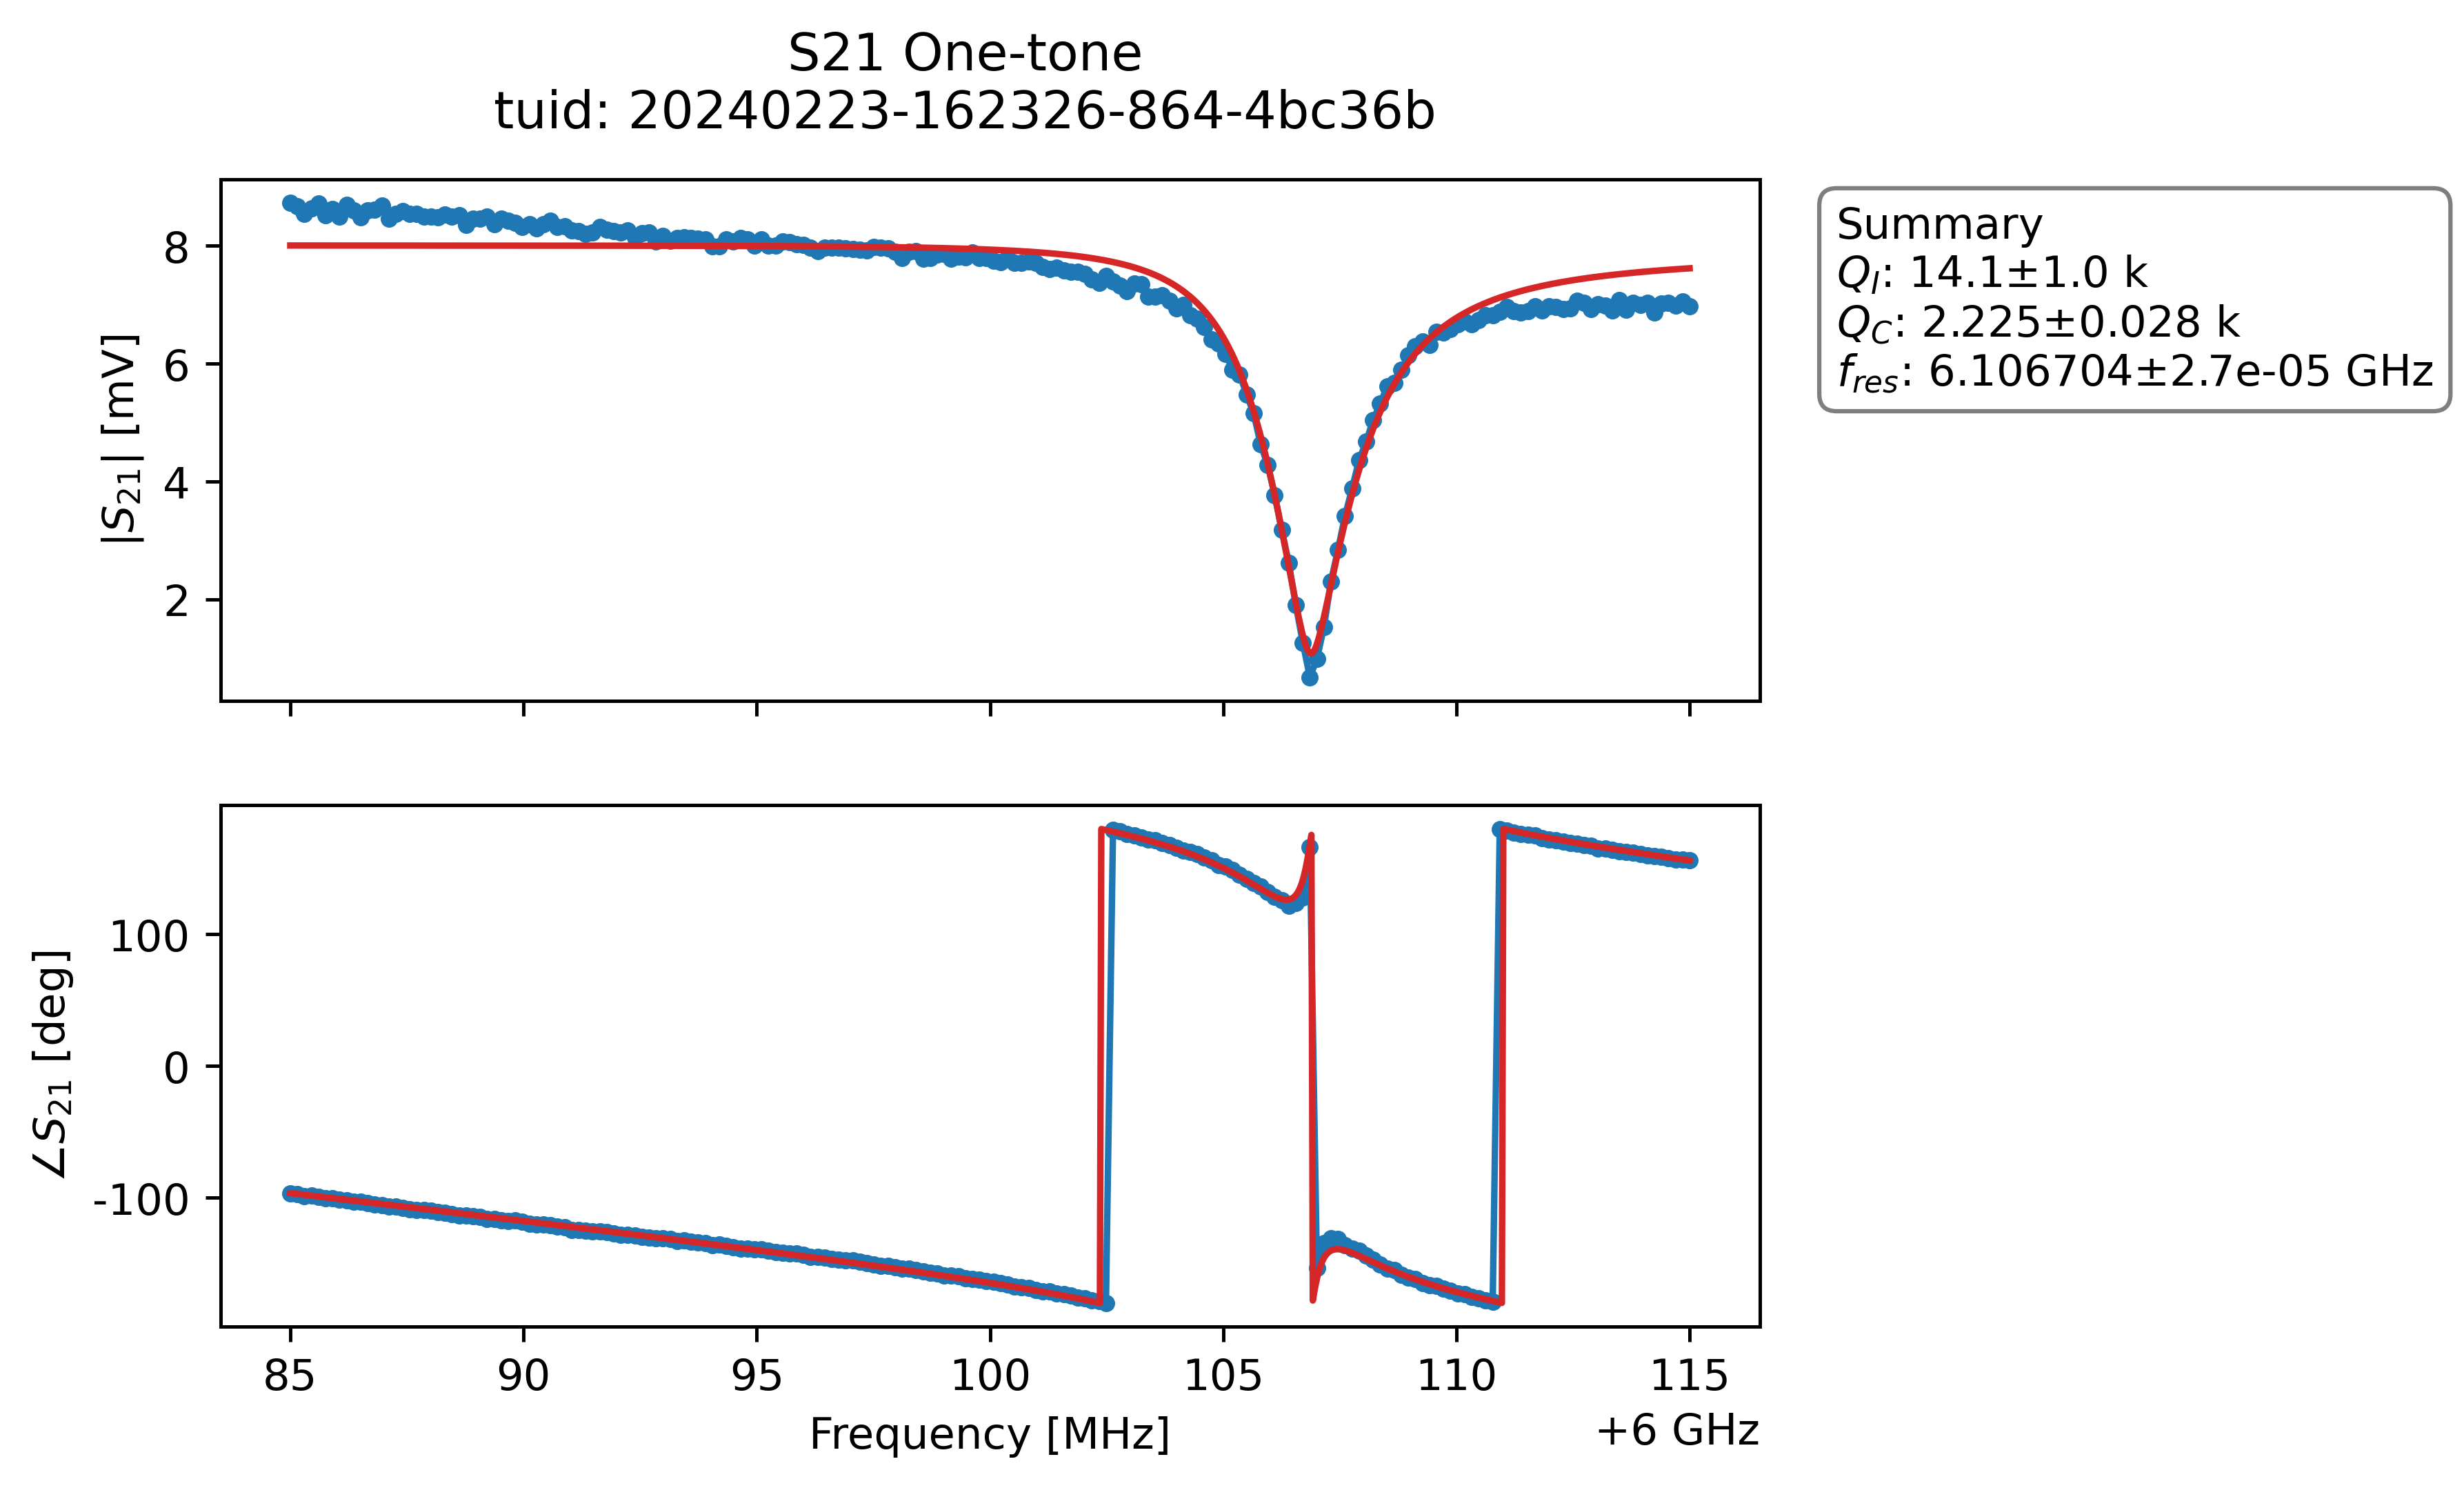 S21 One-tone
tuid: 20240223-162326-864-4bc36b
|S21| [mV]
8
6
4
2
Summary
QI: 14.1±1.0 k
QC: 2.225±0.028 k
fres: 6.106704±2.7e-05 GHz
∠S21 [deg]
100
0
-100
85 90 95 100 105 110 115
Frequency [MHz]
+6 GHz